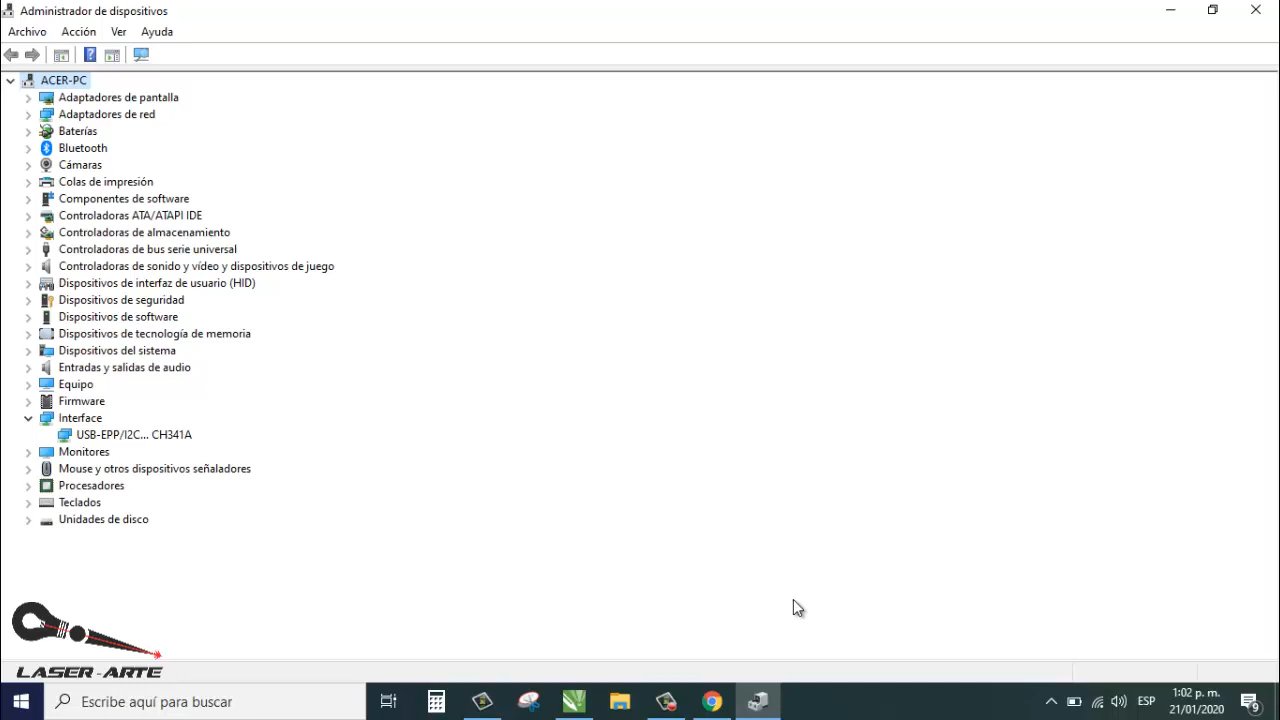 Administrador de dispositivos
Archivo Acción Ver Ayuda
ACER-PC
Adaptadores de pantalla
Adaptadores de red
Baterías
Bluetooth
Cámaras
Colas de impresión
Componentes de software
Controladoras ATA/ATAPI IDE
Controladoras de almacenamiento
Controladoras de bus serie universal
Controladoras de sonido y vídeo y dispositivos de juego
Dispositivos de interfaz de usuario (HID)
Dispositivos de seguridad
Dispositivos de software
Dispositivos de tecnología de memoria
Dispositivos del sistema
Entradas y salidas de audio
Equipo
Firmware
Interface
USB-EPP/I2C... CH341A
Monitores
Mouse y otros dispositivos señaladores
Procesadores
Teclados
Unidades de disco
LASER-ARTE
Escribe aquí para buscar
ESP
1:02 p. m.
21/01/2020
9